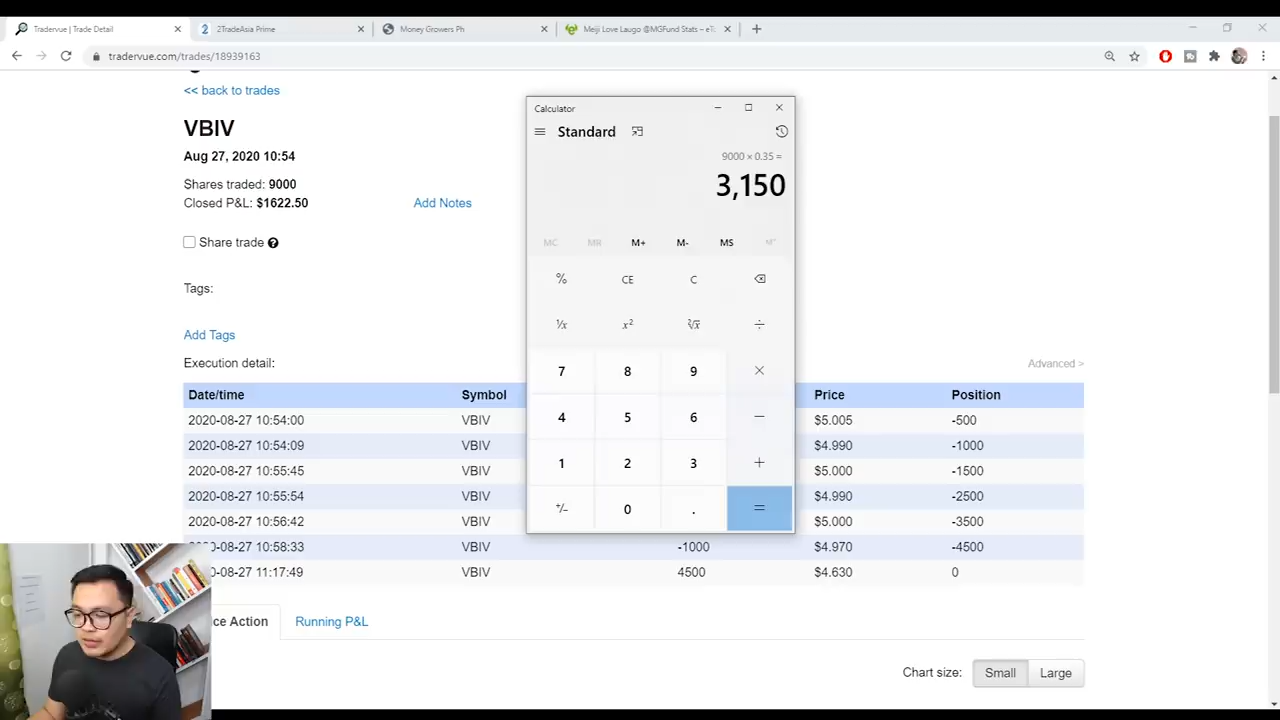 Tradervue | Trade Detail
2TradeAsia Prime
Money Growers Ph
Meiji Love Laugo @MGFund Stats – eTo
tradervue.com/trades/18939163
<< back to trades
VBIV
Aug 27, 2020 10:54
Shares traded: 9000
Closed P&L: $1622.50
Add Notes
Share trade
Tags:
Add Tags
Execution detail:
Advanced >
Date/time Symbol Price Position
2020-08-27 10:54:00 VBIV $5.005 -500
2020-08-27 10:54:09 VBIV $4.990 -1000
2020-08-27 10:55:45 VBIV $5.000 -1500
2020-08-27 10:55:54 VBIV $4.990 -2500
2020-08-27 10:56:42 VBIV $5.000 -3500
0-08-27 10:58:33 VBIV -1000 $4.970 -4500
0-08-27 11:17:49 VBIV 4500 $4.630 0
ce Action
Running P&L
Chart size: Small Large
Calculator
Standard
9000 × 0.35 =
3,150
MC MR M+ M- MS M˅
% CE C
¹/x x² ²√x ÷
7 8 9 ×
4 5 6 −
1 2 3 +
+/− 0 . =